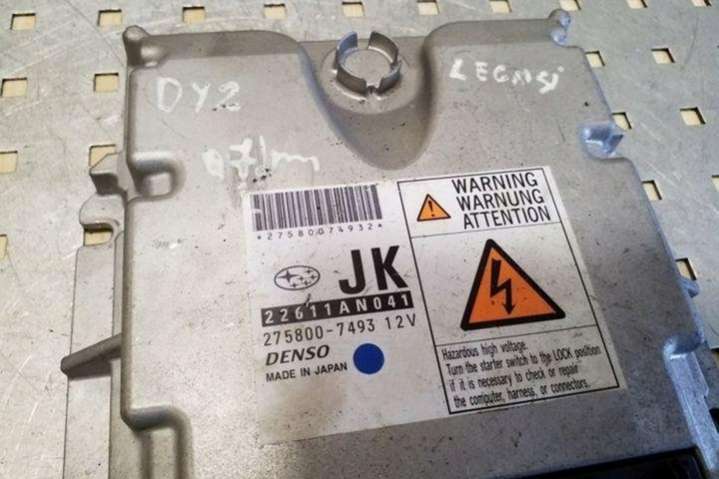 DY2
LEGASI
*27580074932*
JK
22611AN041
275800-7493 12V
DENSO
MADE IN JAPAN
WARNING
WARNUNG
ATTENTION
Hazardous high voltage.
Turn the starter switch to the LOCK position
if it is necessary to check or repair
the computer, harness, or connectors.